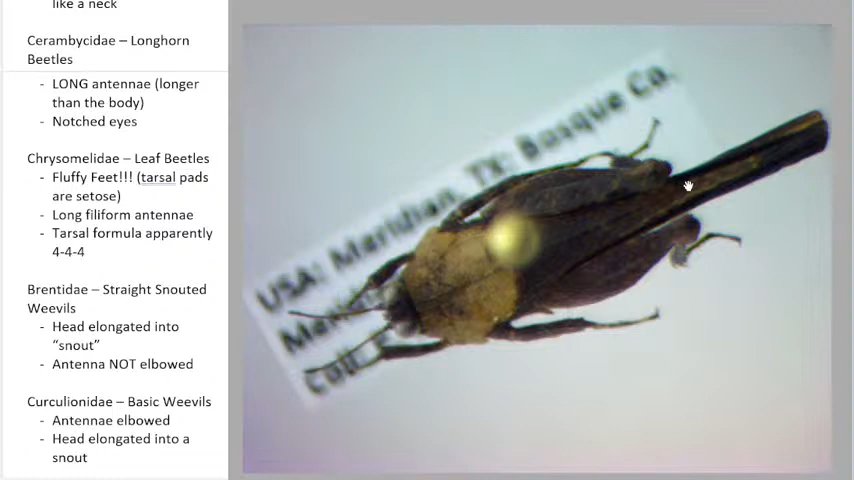 like a neck
Cerambycidae – Longhorn
Beetles
- LONG antennae (longer
than the body)
- Notched eyes
Chrysomelidae – Leaf Beetles
- Fluffy Feet!!! (tarsal pads
are setose)
- Long filiform antennae
- Tarsal formula apparently
4-4-4
Brentidae – Straight Snouted
Weevils
- Head elongated into
"snout"
- Antenna NOT elbowed
Curculionidae – Basic Weevils
- Antennae elbowed
- Head elongated into a
snout
USA: Meridian, TX: Bosque Co.